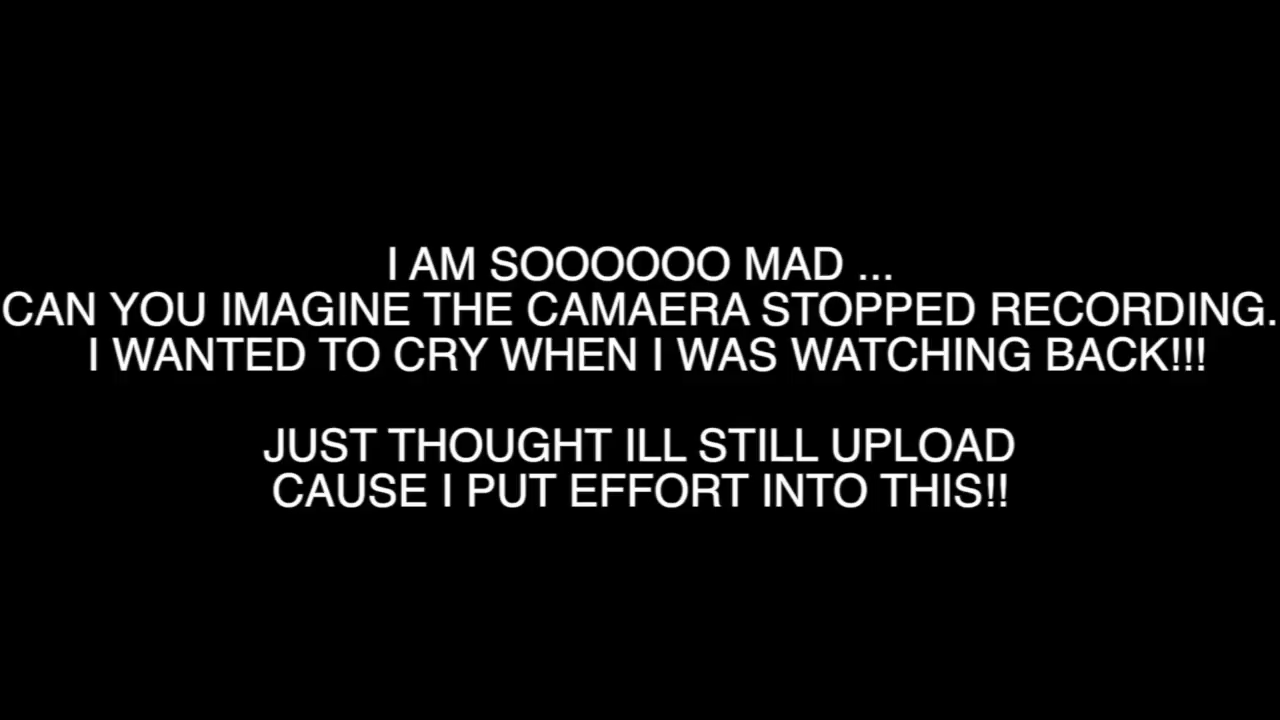 I AM SOOOOOO MAD ...
CAN YOU IMAGINE THE CAMAERA STOPPED RECORDING.
I WANTED TO CRY WHEN I WAS WATCHING BACK!!!
JUST THOUGHT ILL STILL UPLOAD
CAUSE I PUT EFFORT INTO THIS!!